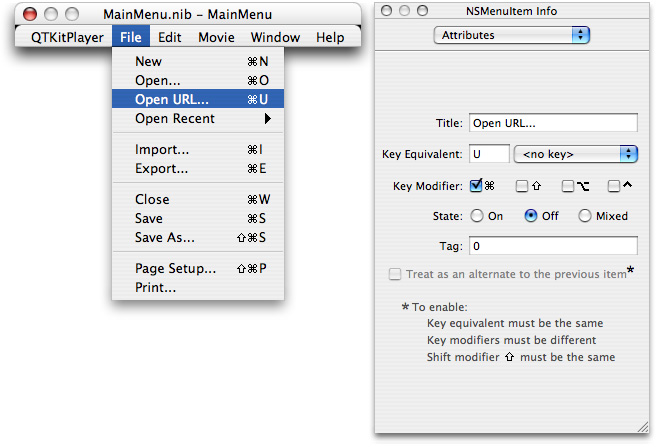 MainMenu.nib – MainMenu
QTKitPlayer File Edit Movie Window Help
New ⌘N
Open... ⌘O
Open URL... ⌘U
Open Recent ▶
Import... ⌘I
Export... ⌘E
Close ⌘W
Save ⌘S
Save As... ⇧⌘S
Page Setup... ⇧⌘P
Print...
NSMenuItem Info
Attributes
Title: Open URL...
Key Equivalent: U <no key>
Key Modifier: ⌘ ⇧ ⌥ ^
State: On Off Mixed
Tag: 0
Treat as an alternate to the previous item*
* To enable:
Key equivalent must be the same
Key modifiers must be different
Shift modifier ⇧ must be the same